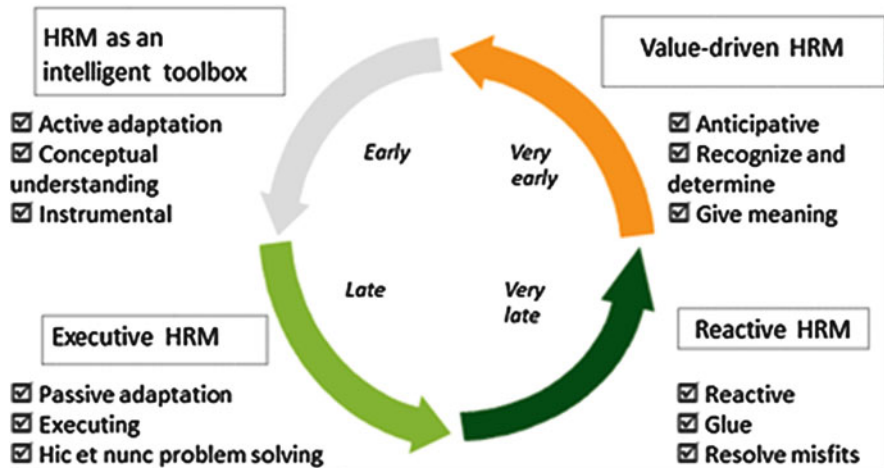 HRM as an
intelligent toolbox
☑ Active adaptation
☑ Conceptual
understanding
☑ Instrumental
Value-driven HRM
☑ Anticipative
☑ Recognize and
determine
☑ Give meaning
Early
Very
early
Late
Very
late
Executive HRM
☑ Passive adaptation
☑ Executing
☑ Hic et nunc problem solving
Reactive HRM
☑ Reactive
☑ Glue
☑ Resolve misfits